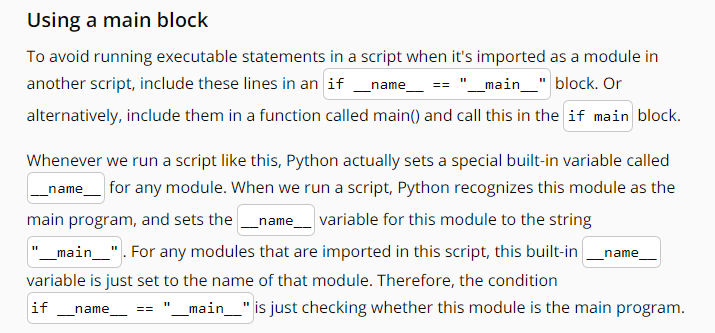 Using a main block
To avoid running executable statements in a script when it's imported as a module in
another script, include these lines in an if __name__ == "__main__" block. Or
alternatively, include them in a function called main() and call this in the if main block.
Whenever we run a script like this, Python actually sets a special built-in variable called
__name__ for any module. When we run a script, Python recognizes this module as the
main program, and sets the __name__ variable for this module to the string
"__main__". For any modules that are imported in this script, this built-in __name__
variable is just set to the name of that module. Therefore, the condition
if __name__ == "__main__" is just checking whether this module is the main program.